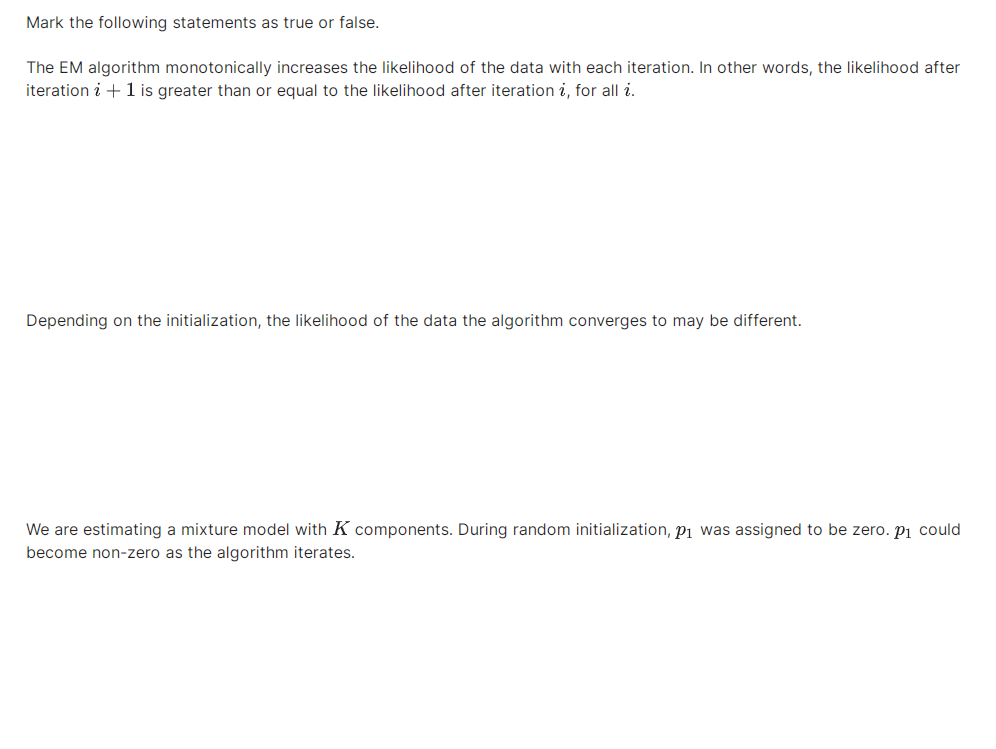 Mark the following statements as true or false.
The EM algorithm monotonically increases the likelihood of the data with each iteration. In other words, the likelihood after
iteration i + 1 is greater than or equal to the likelihood after iteration i, for all i.
Depending on the initialization, the likelihood of the data the algorithm converges to may be different.
We are estimating a mixture model with K components. During random initialization, p₁ was assigned to be zero. p₁ could
become non-zero as the algorithm iterates.